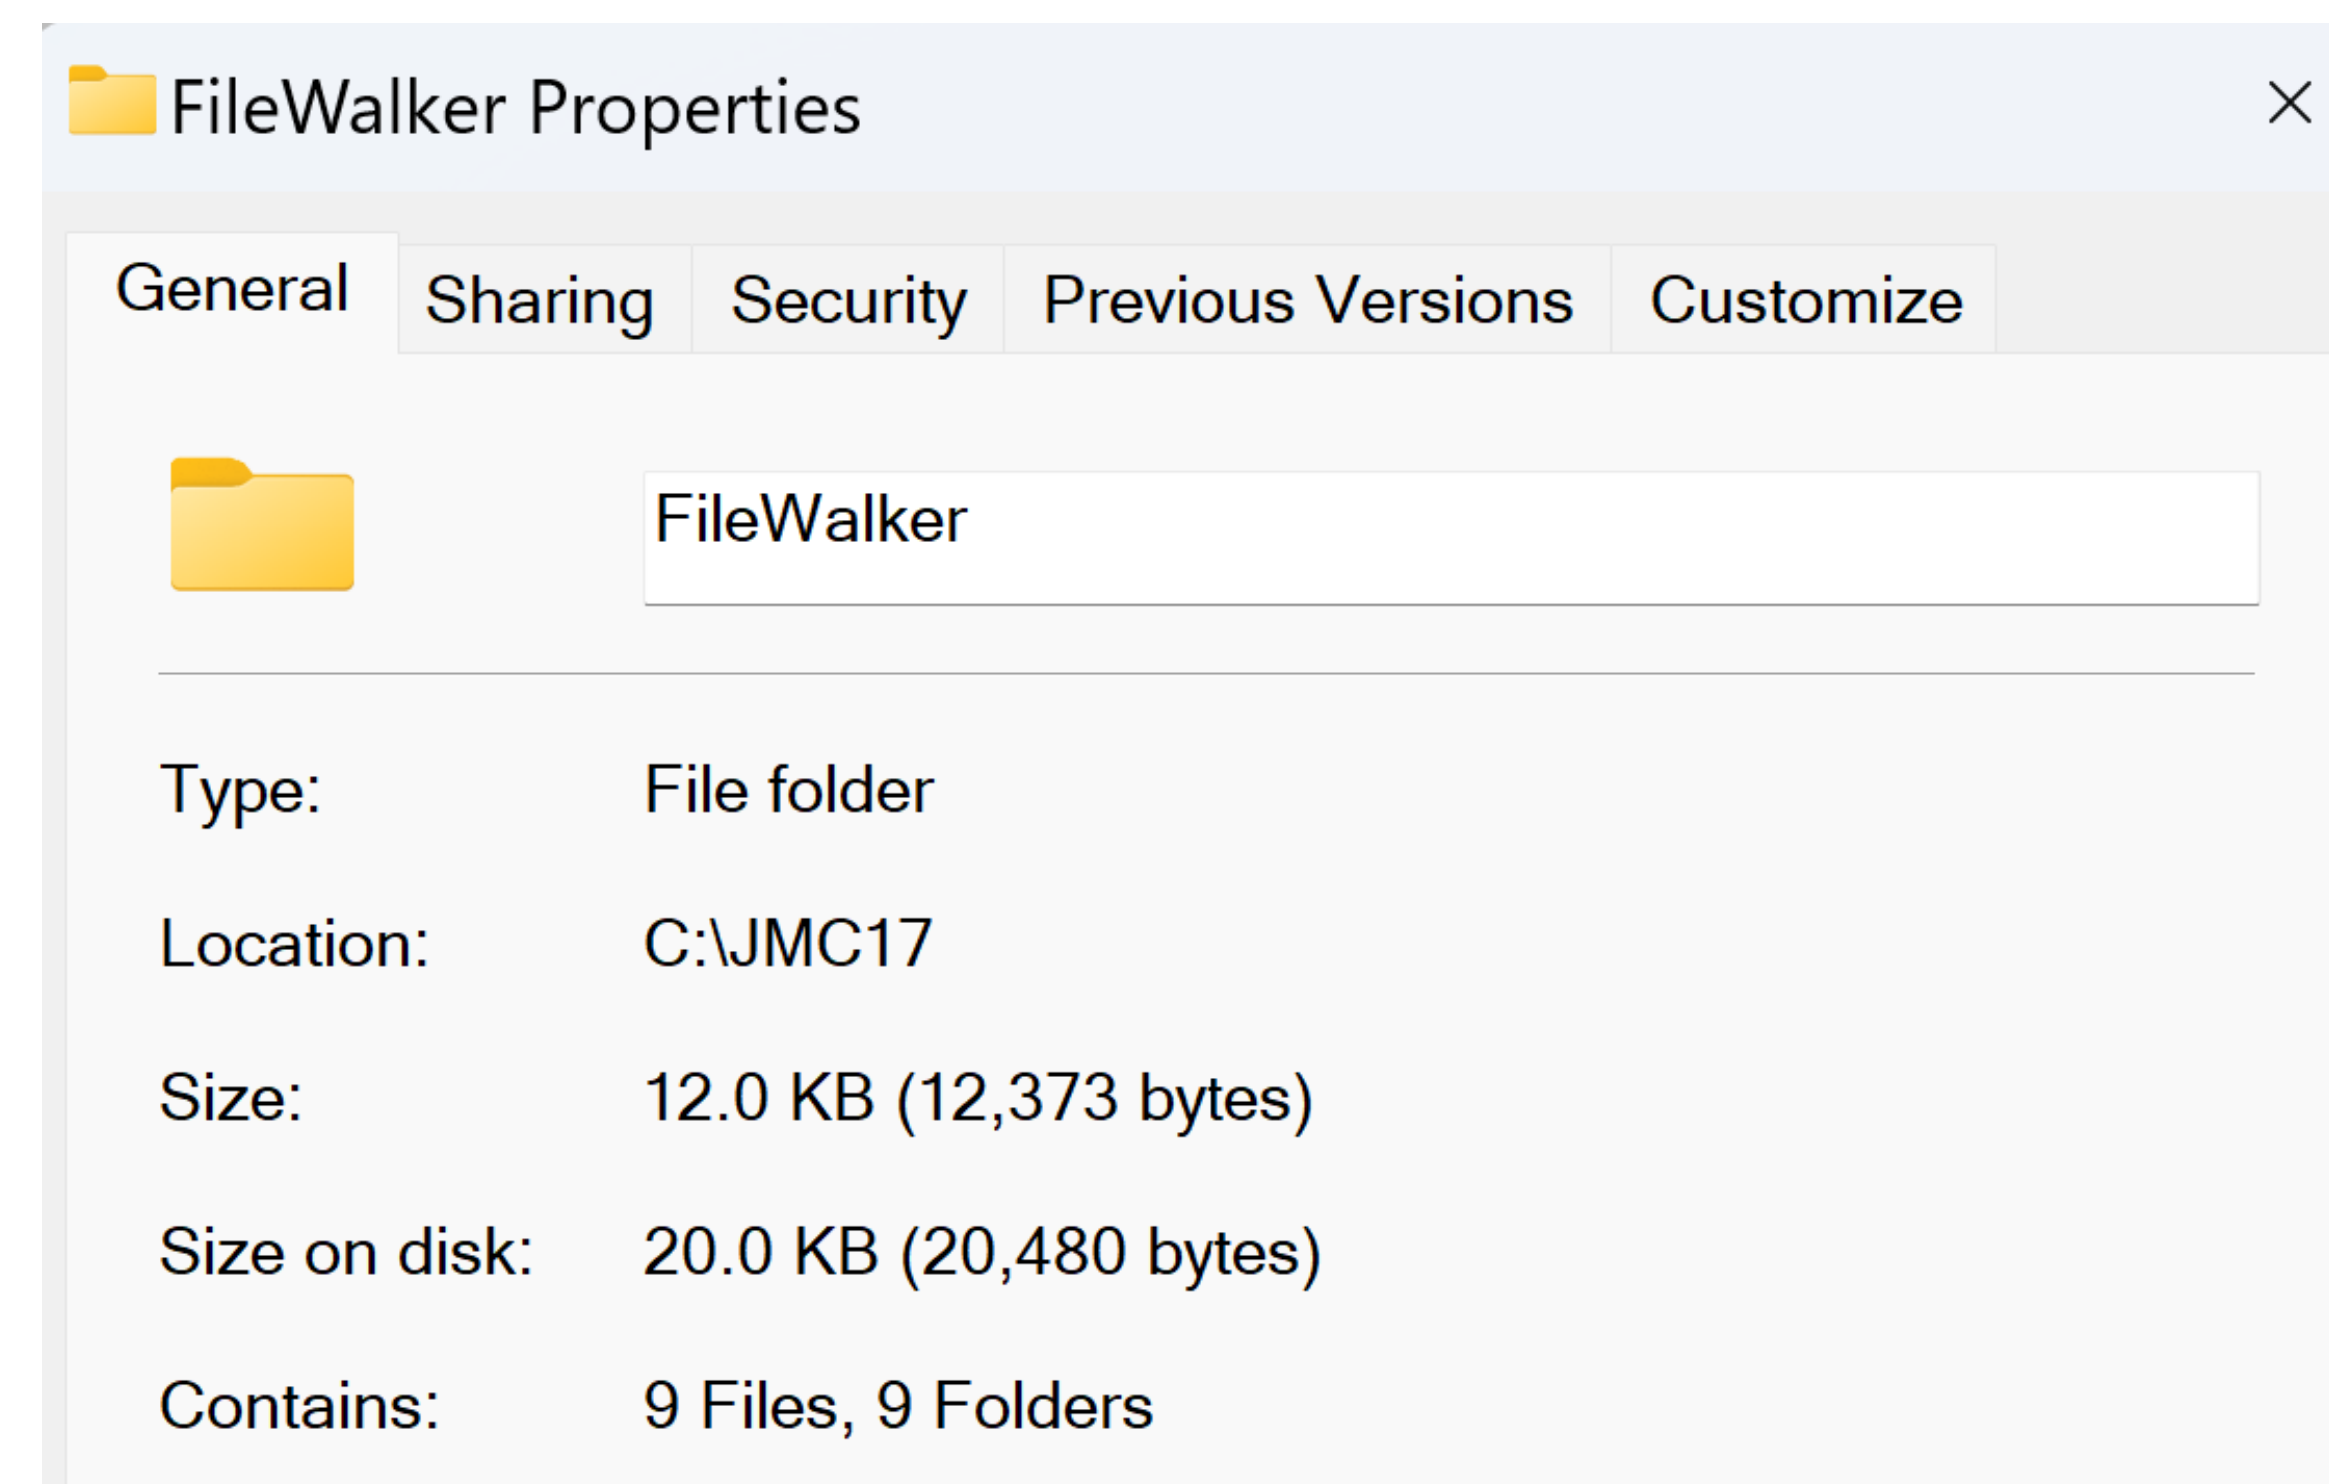 FileWalker Properties
General Sharing Security Previous Versions Customize
FileWalker
Type: File folder
Location: C:\JMC17
Size: 12.0 KB (12,373 bytes)
Size on disk: 20.0 KB (20,480 bytes)
Contains: 9 Files, 9 Folders